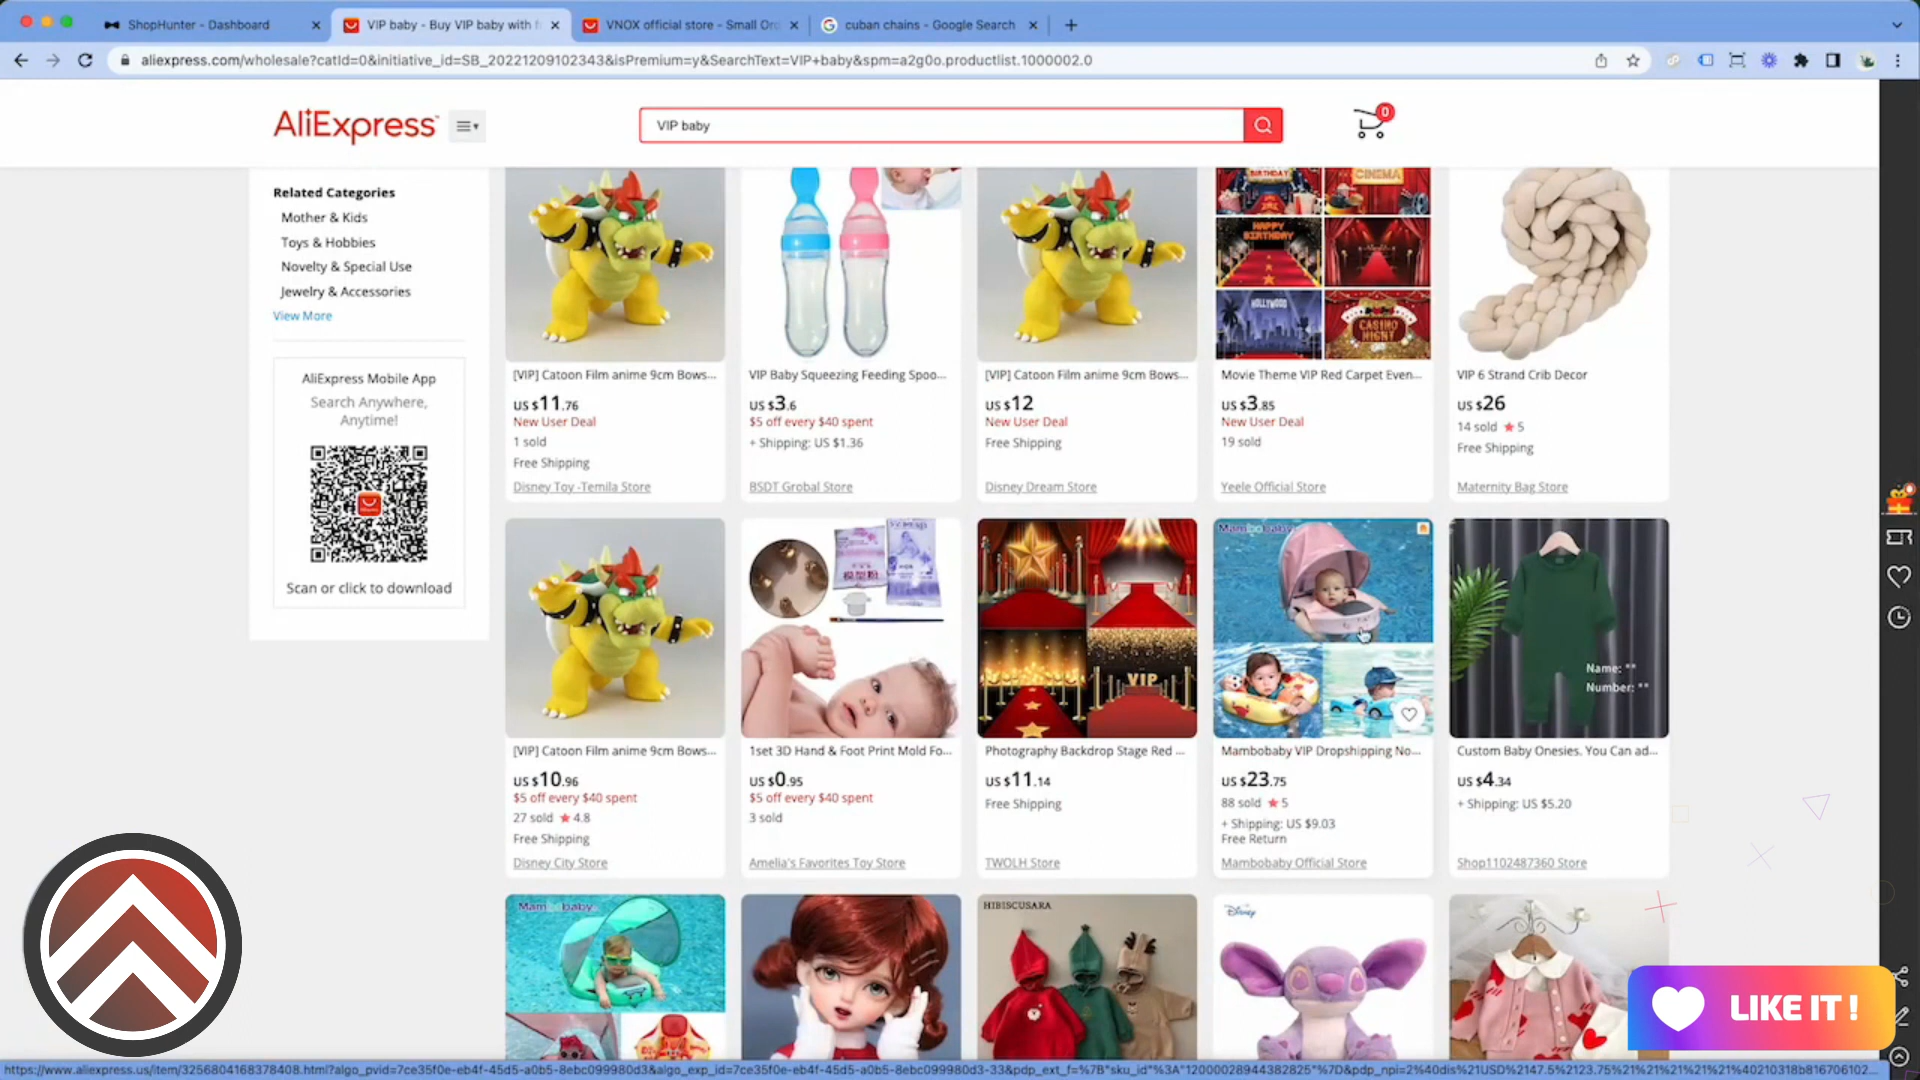 ShopHunter - Dashboard
VIP baby - Buy VIP baby with f
VNOX official store - Small Or
cuban chains - Google Search
aliexpress.com/wholesale?catId=0&initiative_id=SB_20221209102343&isPremium=y&SearchText=VIP+baby&spm=a2g0o.productlist.1000002.0
AliExpress
VIP baby
0
Related Categories
Mother & Kids
Toys & Hobbies
Novelty & Special Use
Jewelry & Accessories
View More
AliExpress Mobile App
Search Anywhere,
Anytime!
Scan or click to download
BIRTHDAY
CINEMA
HAPPY
BIRTHDAY
HOLLYWOOD
CASINO
NIGHT
[VIP] Catoon Film anime 9cm Bows...
US $11.76
New User Deal
1 sold
Free Shipping
Disney Toy -Temila Store
VIP Baby Squeezing Feeding Spoo...
US $3.6
$5 off every $40 spent
+ Shipping: US $1.36
BSDT Grobal Store
[VIP] Catoon Film anime 9cm Bows...
US $12
New User Deal
Free Shipping
Disney Dream Store
Movie Theme VIP Red Carpet Even...
US $3.85
New User Deal
19 sold
Yeele Official Store
VIP 6 Strand Crib Decor
US $26
14 sold ★ 5
Free Shipping
Maternity Bag Store
[VIP] Catoon Film anime 9cm Bows...
US $10.96
$5 off every $40 spent
27 sold ★ 4.8
Free Shipping
Disney City Store
1set 3D Hand & Foot Print Mold Fo...
US $0.95
$5 off every $40 spent
3 sold
Amelia's Favorites Toy Store
VIP
Photography Backdrop Stage Red ...
US $11.14
Free Shipping
TWOLH Store
Mambobaby
Mambobaby VIP Dropshipping No...
US $23.75
88 sold ★ 5
+ Shipping: US $9.03
Free Return
Mambobaby Official Store
Name: **
Number: **
Custom Baby Onesies. You Can ad...
US $4.34
+ Shipping: US $5.20
Shop1102487360 Store
Mambobaby
HIBISCUSARA
Disney
LIKE IT !